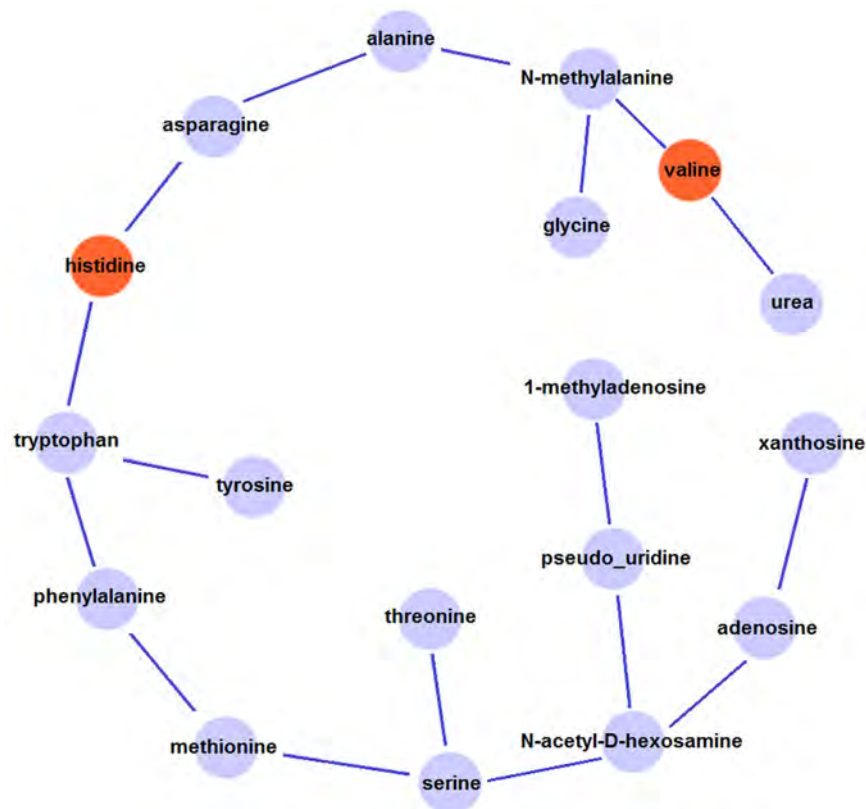 alanine
N-methylalanine
asparagine
valine
glycine
histidine
urea
1-methyladenosine
tryptophan
xanthosine
tyrosine
pseudo_uridine
phenylalanine
threonine
adenosine
methionine
N-acetyl-D-hexosamine
serine